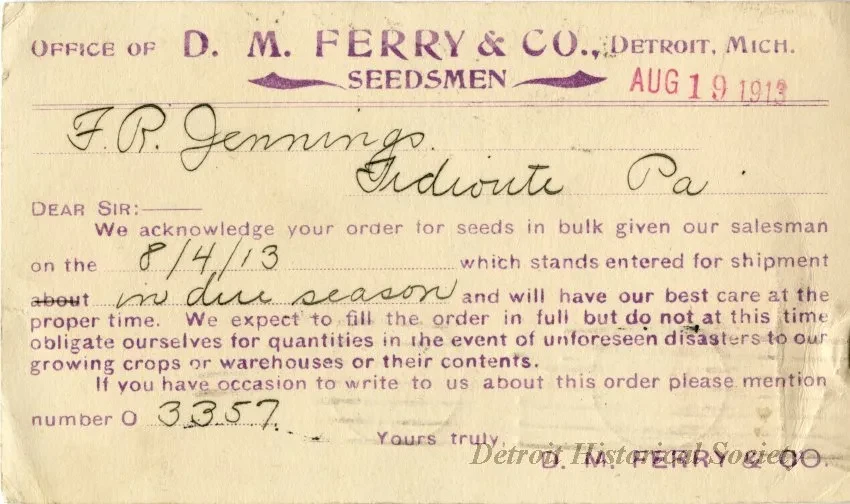 OFFICE OF D. M. FERRY & CO., DETROIT, MICH.
SEEDSMEN AUG 19 1913
F. R. Jennings.
Tidioute Pa.
DEAR SIR:
We acknowledge your order for seeds in bulk given our salesman
on the 8/4/13 which stands entered for shipment
about in due season and will have our best care at the
proper time. We expect to fill the order in full but do not at this time
obligate ourselves for quantities in the event of unforeseen disasters to our
growing crops or warehouses or their contents.
If you have occasion to write to us about this order please mention
number O 3357.
Yours truly,
D. M. FERRY & CO.
Detroit Historical Society